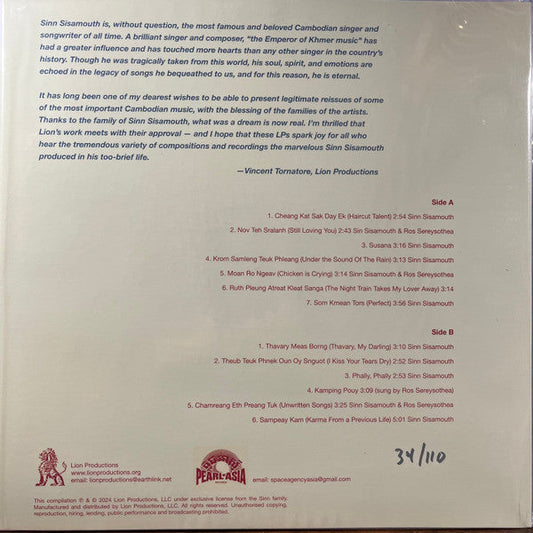 Sinn Sisamouth is, without question, the most famous and beloved Cambodian singer and
songwriter of all time. A brilliant singer and composer, “the Emperor of Khmer music” has
had a greater influence and has touched more hearts than any other singer in the country's
history. Though he was tragically taken from this world, his soul, spirit, and emotions are
echoed in the legacy of songs he bequeathed to us, and for this reason, he is eternal.
It has long been one of my dearest wishes to be able to present legitimate reissues of some
of the most important Cambodian music, with the blessing of the families of the artists.
Thanks to the family of Sinn Sisamouth, what was a dream is now real. I'm thrilled that
Lion's work meets with their approval — and I hope that these LPs spark joy for all who
hear the tremendous variety of compositions and recordings the marvelous Sinn Sisamouth
produced in his too-brief life.
—Vincent Tornatore, Lion Productions
Side A
1. Cheang Kat Sak Day Ek (Haircut Talent) 2:54 Sinn Sisamouth
2. Nov Teh Sralanh (Still Loving You) 2:43 Sin Sisamouth & Ros Sereysothea
3. Susana 3:16 Sinn Sisamouth
4. Krom Samleng Teuk Phleang (Under the Sound Of The Rain) 3:13 Sinn Sisamouth
5. Moan Ro Ngeav (Chicken is Crying) 3:14 Sinn Sisamouth & Ros Sereysothea
6. Ruth Pleung Atreat Kleat Sanga (The Night Train Takes My Lover Away) 3:14
7. Som Kmean Tors (Perfect) 3:56 Sinn Sisamouth
Side B
1. Thavary Meas Borng (Thavary, My Darling) 3:10 Sinn Sisamouth
2. Theub Teuk Phnek Oun Oy Snguot (I Kiss Your Tears Dry) 2:52 Sinn Sisamouth
3. Phally, Phally 2:53 Sinn Sisamouth
4. Kamping Pouy 3:09 (sung by Ros Sereysothea)
5. Chamreang Eth Preang Tuk (Unwritten Songs) 3:25 Sinn Sisamouth & Ros Sereysothea
6. Sampeay Kam (Karma From a Previous Life) 5:01 Sinn Sisamouth
34/110
Lion Productions
www.lionproductions.org
email: lionproductions@earthlink.net
PEARL-ASIA
email: spaceagencyasia@gmail.com
This compilation ℗ & © 2024 Lion Productions, LLC under exclusive license from the Sinn family.
Manufactured and distributed by Lion Productions, LLC. All rights reserved. Unauthorised copying,
reproduction, hiring, lending, public performance and broadcasting prohibited.